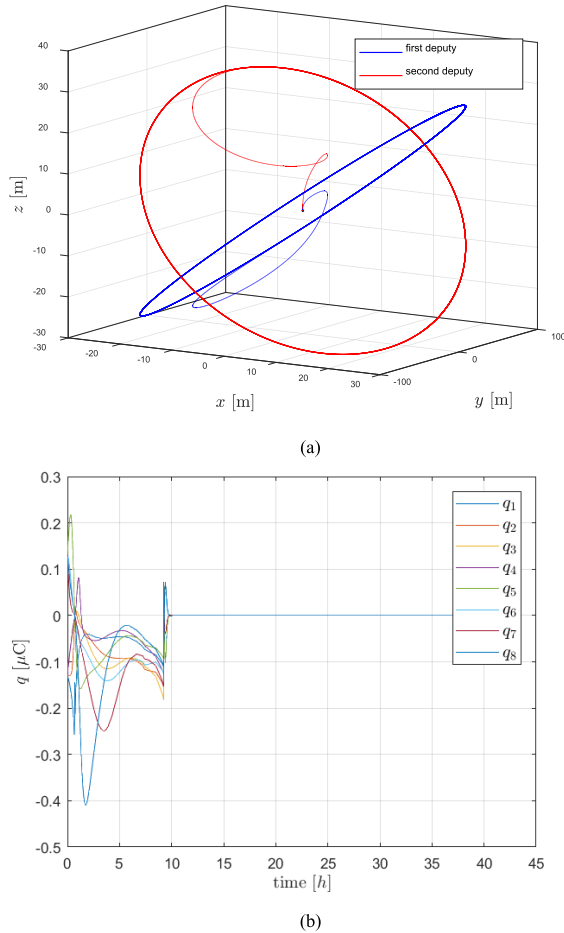 40
30
20
10
0
-10
-20
-30
z [m]
first deputy
second deputy
-30
-20
-10
0
10
20
30
x [m]
-100
0
100
y [m]
(a)
0.3
0.2
0.1
0
-0.1
-0.2
-0.3
-0.4
-0.5
q [μC]
q1
q2
q3
q4
q5
q6
q7
q8
0
5
10
15
20
25
30
35
40
45
time [h]
(b)